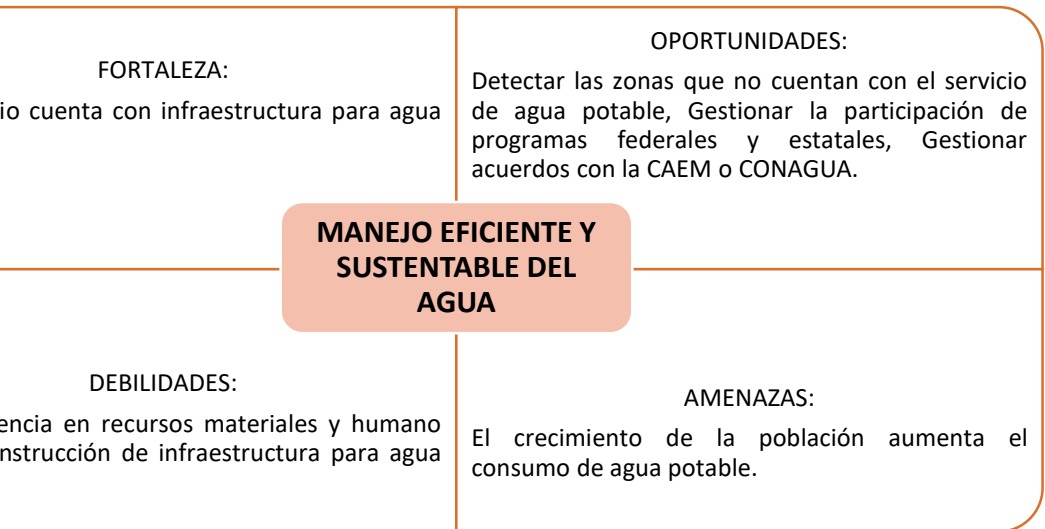 FORTALEZA:
cuenta con infraestructura para agua
OPORTUNIDADES:
Detectar las zonas que no cuentan con el servicio
de agua potable, Gestionar la participación de
programas federales y estatales, Gestionar
acuerdos con la CAEM o CONAGUA.
MANEJO EFICIENTE Y
SUSTENTABLE DEL
AGUA
DEBILIDADES:
en recursos materiales y humano
de infraestructura para agua
AMENAZAS:
El crecimiento de la población aumenta el
consumo de agua potable.